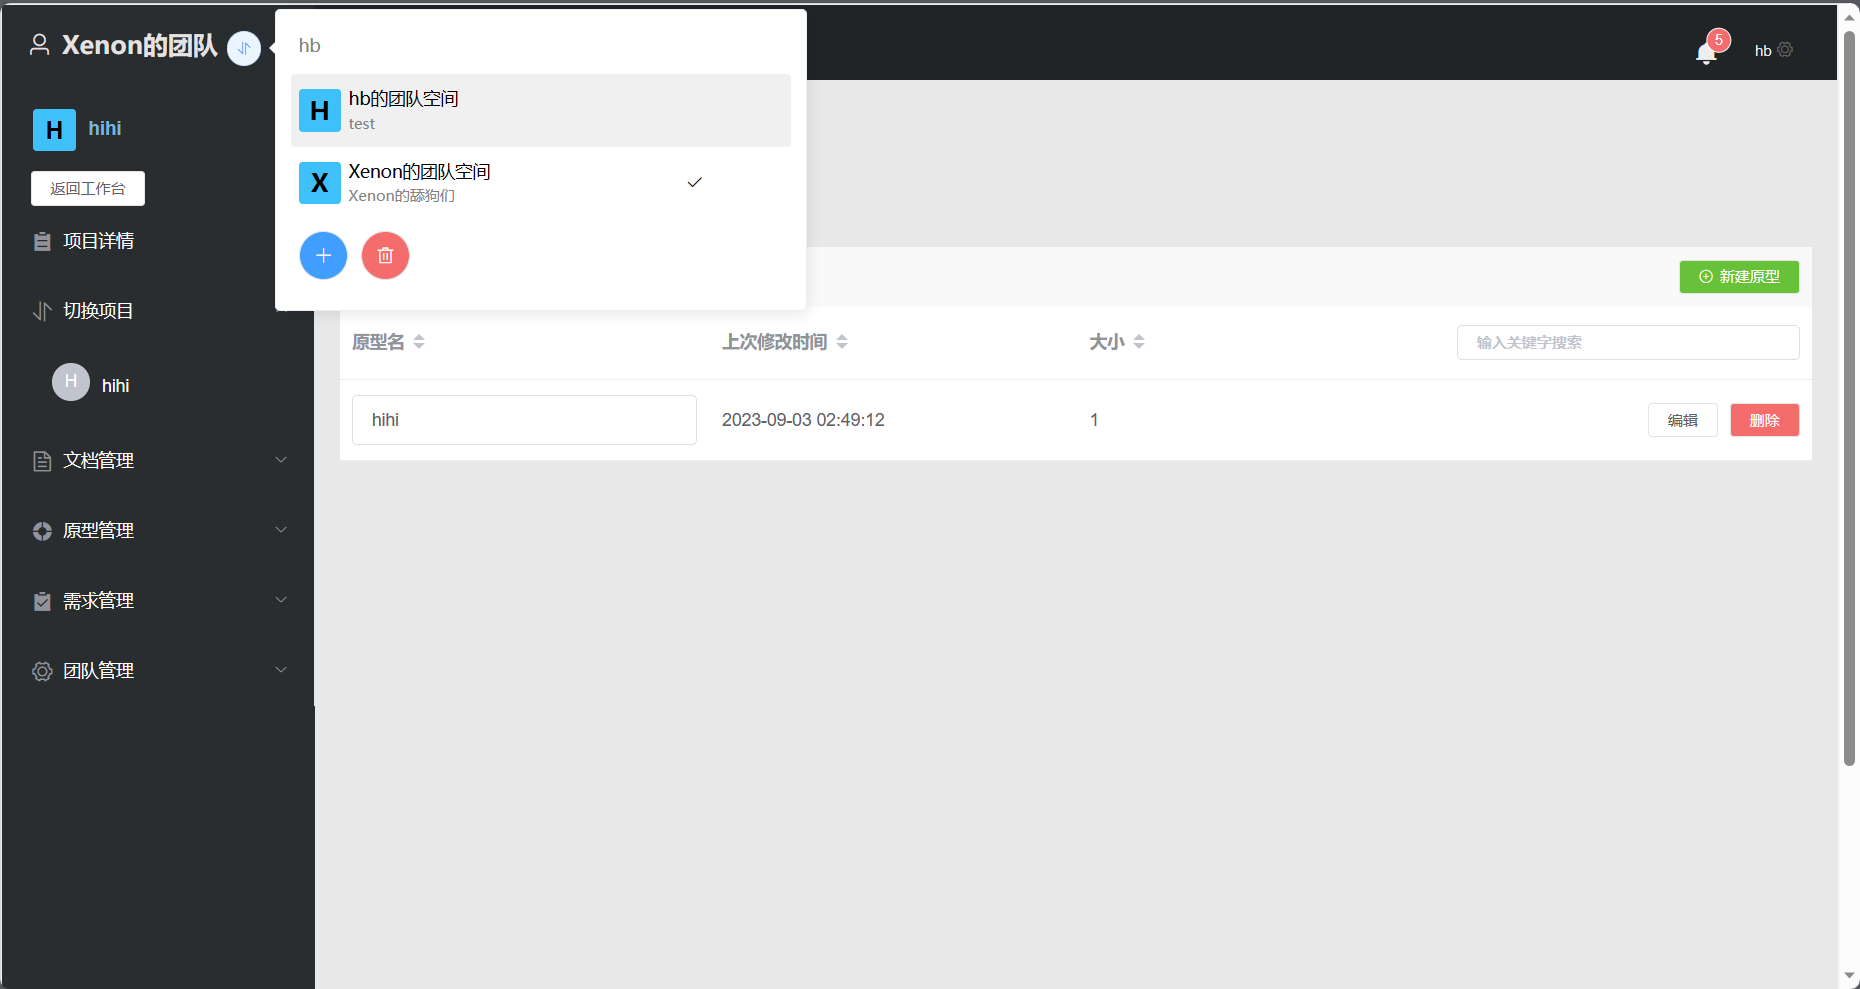 Xenon的团队
hb
hb的团队空间
test
Xenon的团队空间
Xenon的舔狗们
5
hb
H
hihi
返回工作台
项目详情
切换项目
H
hihi
文档管理
原型管理
需求管理
团队管理
H
X
新建原型
原型名
上次修改时间
大小
输入关键字搜索
hihi
2023-09-03 02:49:12
1
编辑
删除